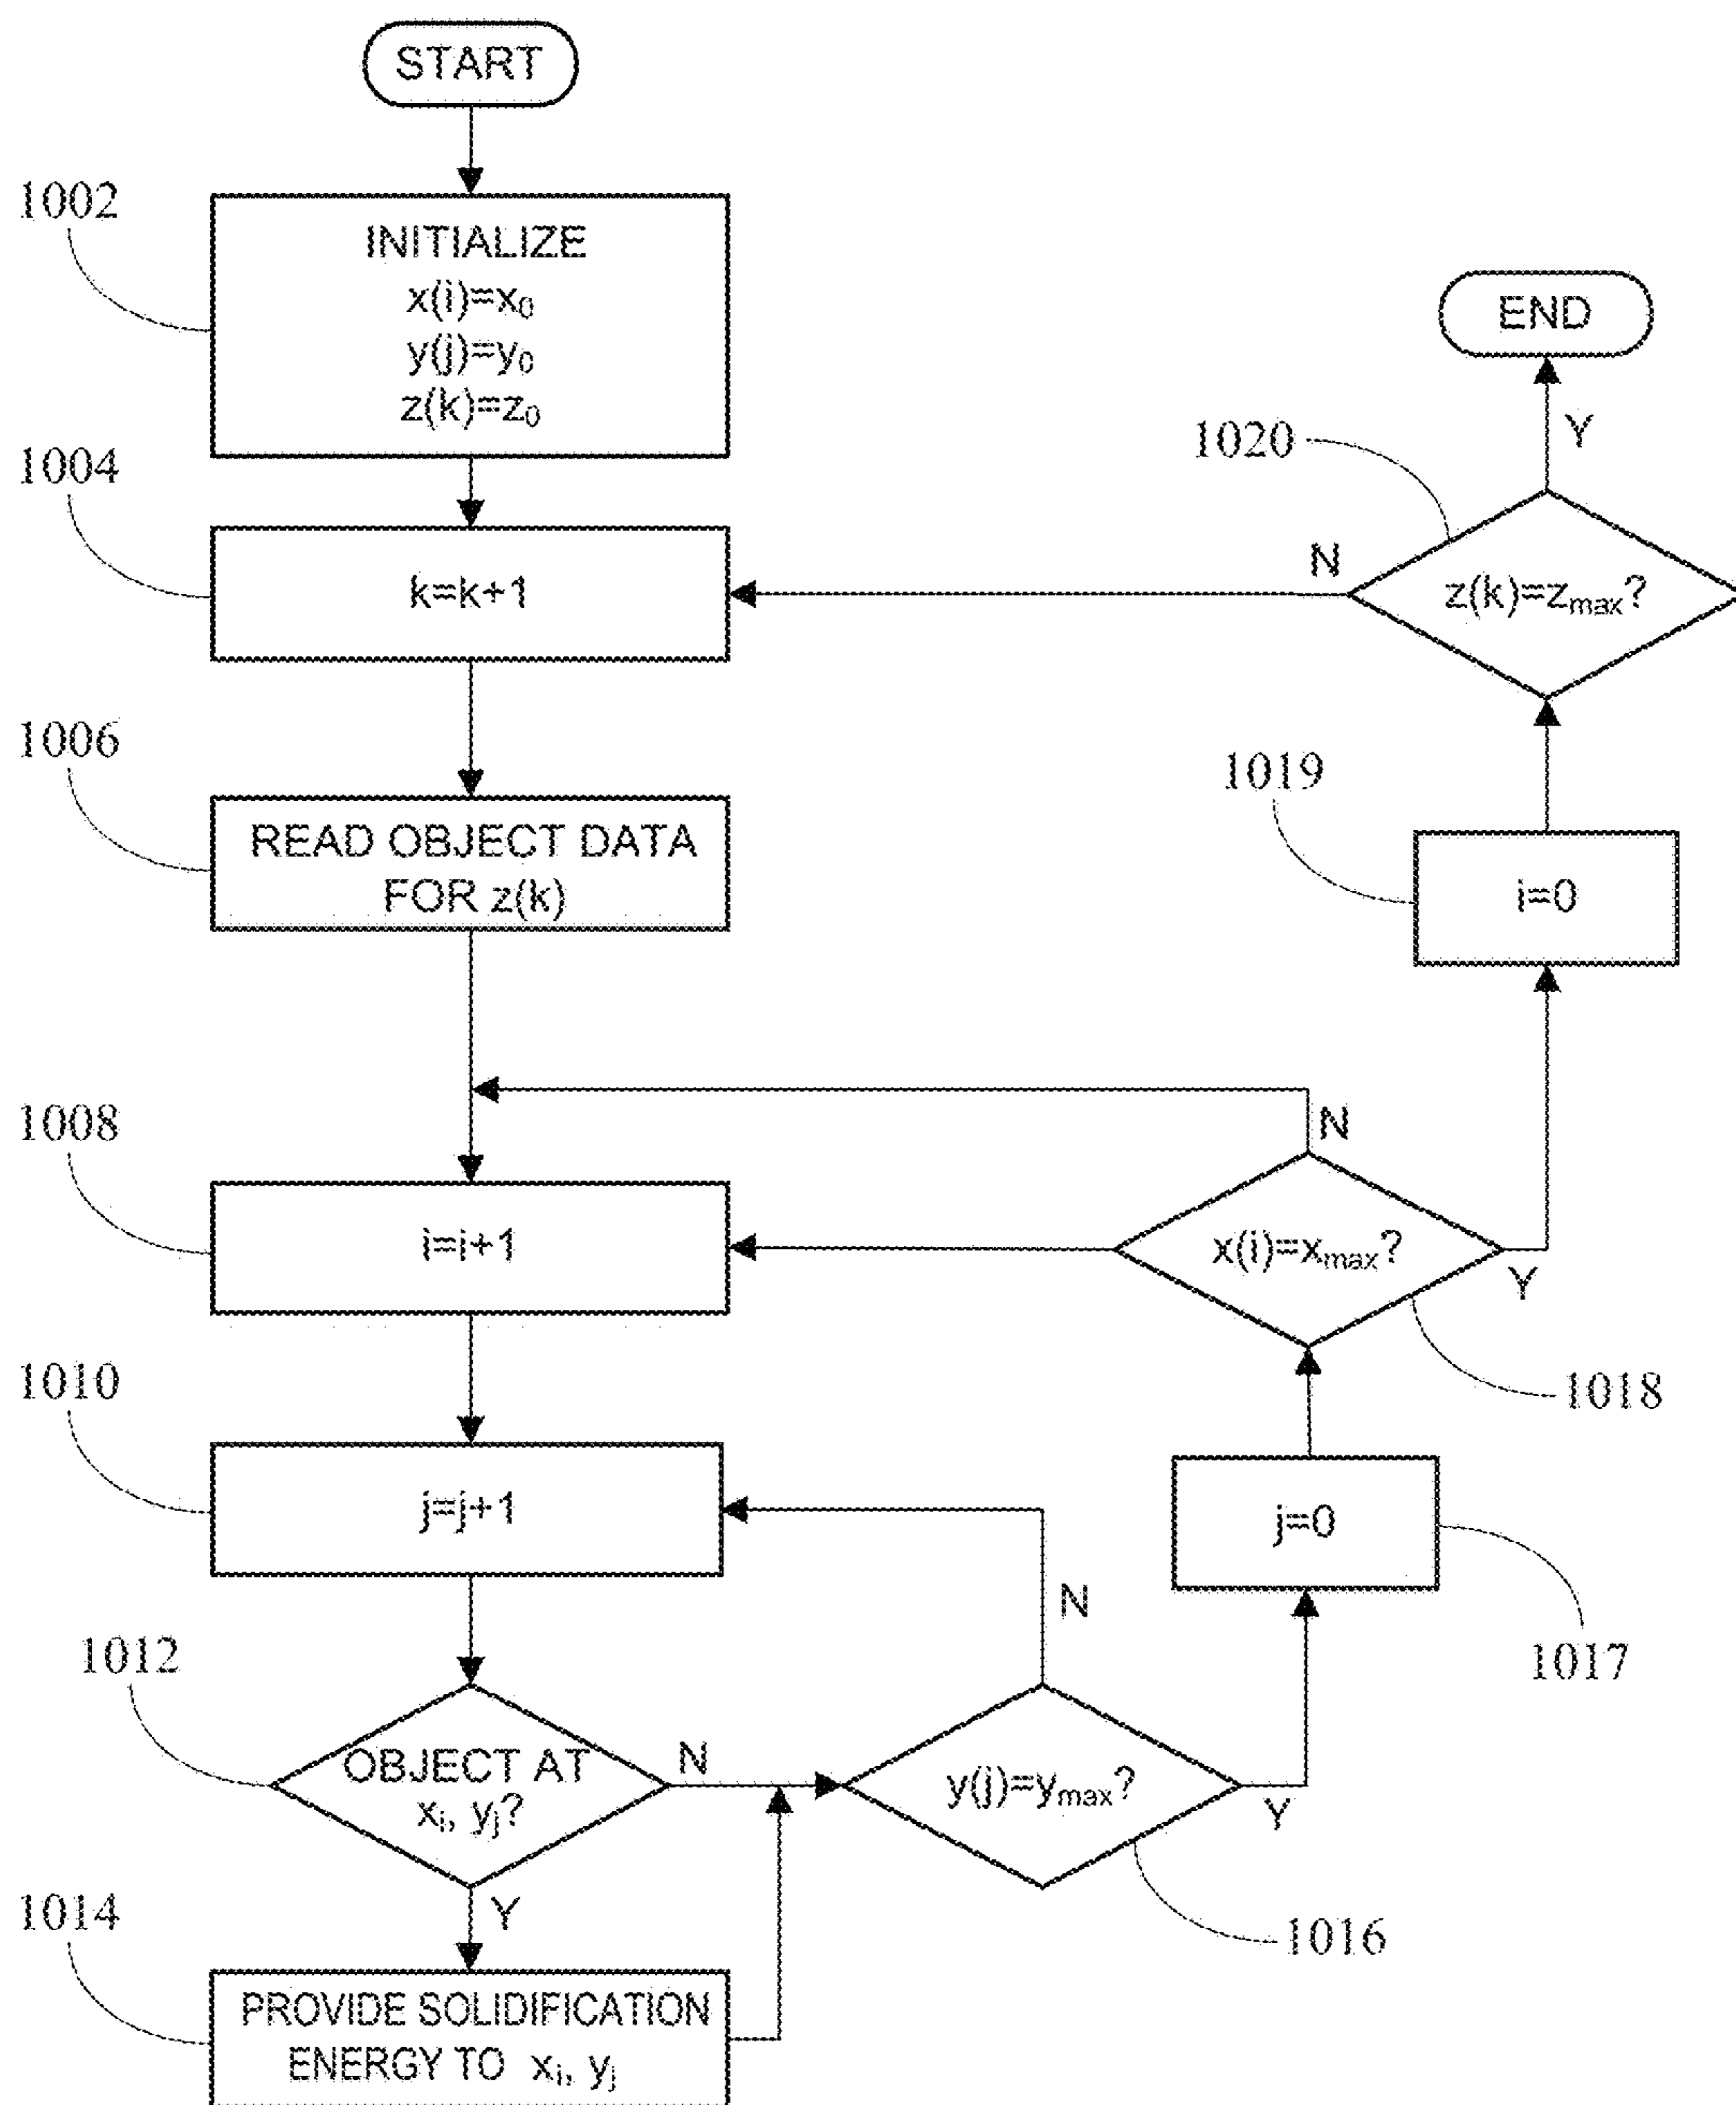 START
1002
INITIALIZE
x(i)=x₀
y(j)=y₀
z(k)=z₀
END
1004
1020
Y
k=k+1
N
z(k)=zmax?
1006
READ OBJECT DATA
FOR z(k)
1019
i=0
1008
N
i=i+1
x(i)=xmax?
Y
1018
1010
j=j+1
j=0
N
1017
1012
OBJECT AT
xi, yj?
N
y(j)=ymax?
Y
1014
Y
1016
PROVIDE SOLIDIFICATION
ENERGY TO xi, yj